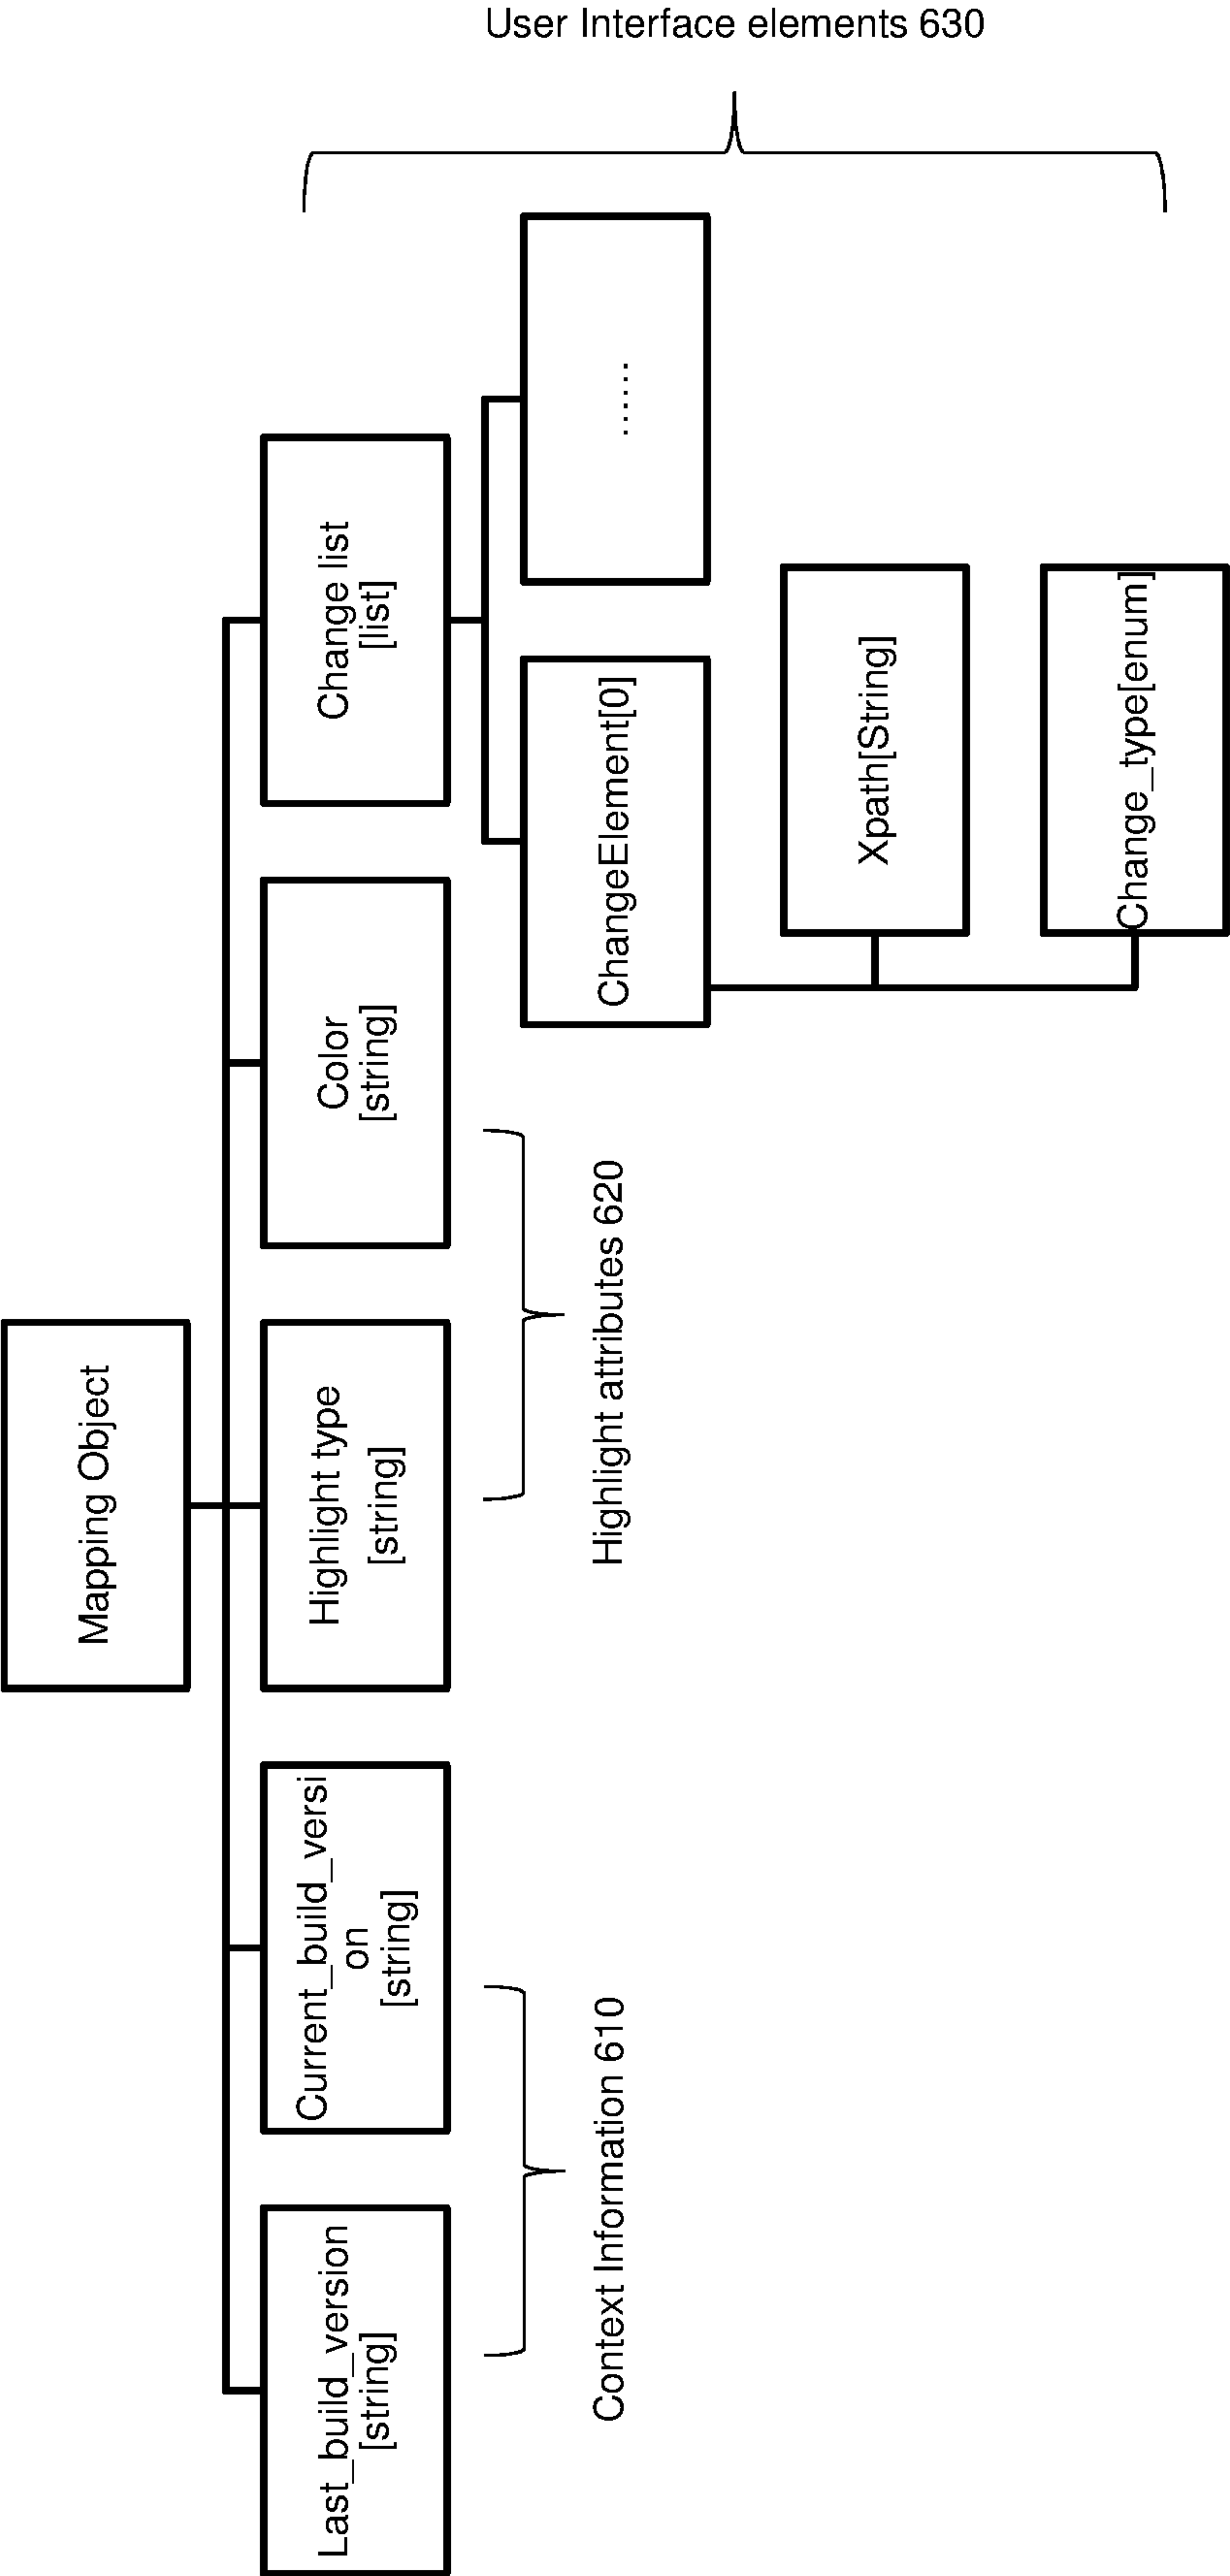 Mapping Object
Last_build_version
[string]
Current_build_versi
on
[string]
Highlight type
[string]
Color
[string]
Change list
[list]
Context Information 610
Highlight attributes 620
ChangeElement[0]
......
Xpath[String]
Change_type[enum]
User Interface elements 630